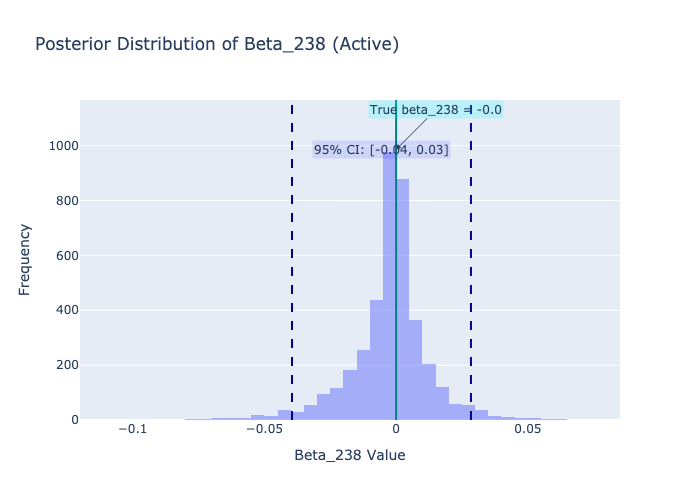 Posterior Distribution of Beta_238 (Active)
True beta_238 = -0.0
95% CI: [-0.04, 0.03]
1000
800
600
400
200
0
Frequency
−0.1
−0.05
0
0.05
Beta_238 Value